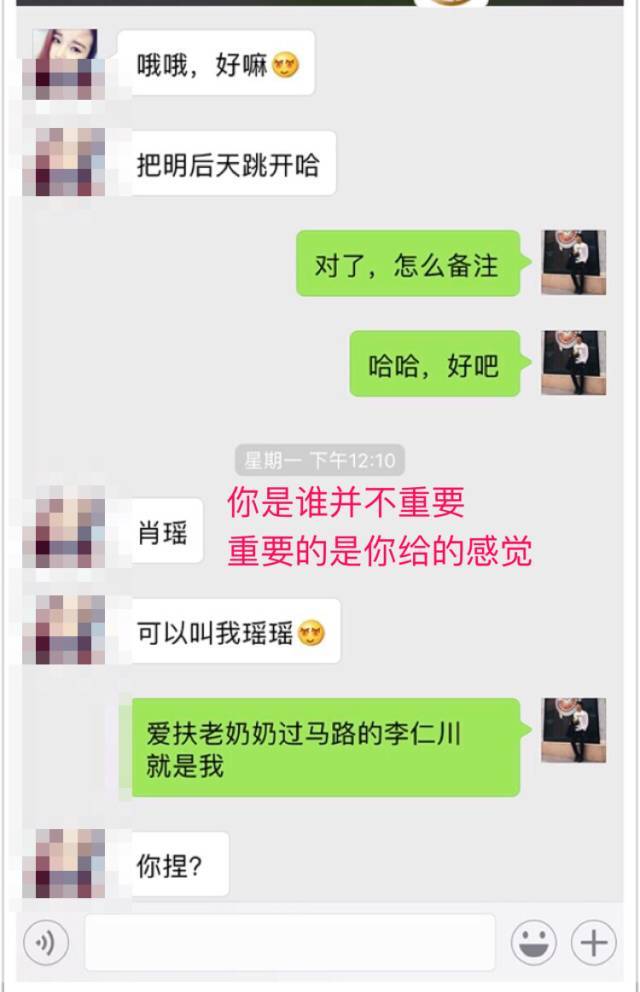 哦哦，好嘛
把明后天跳开哈
对了，怎么备注
哈哈，好吧
星期一 下午12:10
你是谁并不重要
重要的是你给的感觉
肖瑶
可以叫我瑶瑶
爱扶老奶奶过马路的李仁川
就是我
你捏？